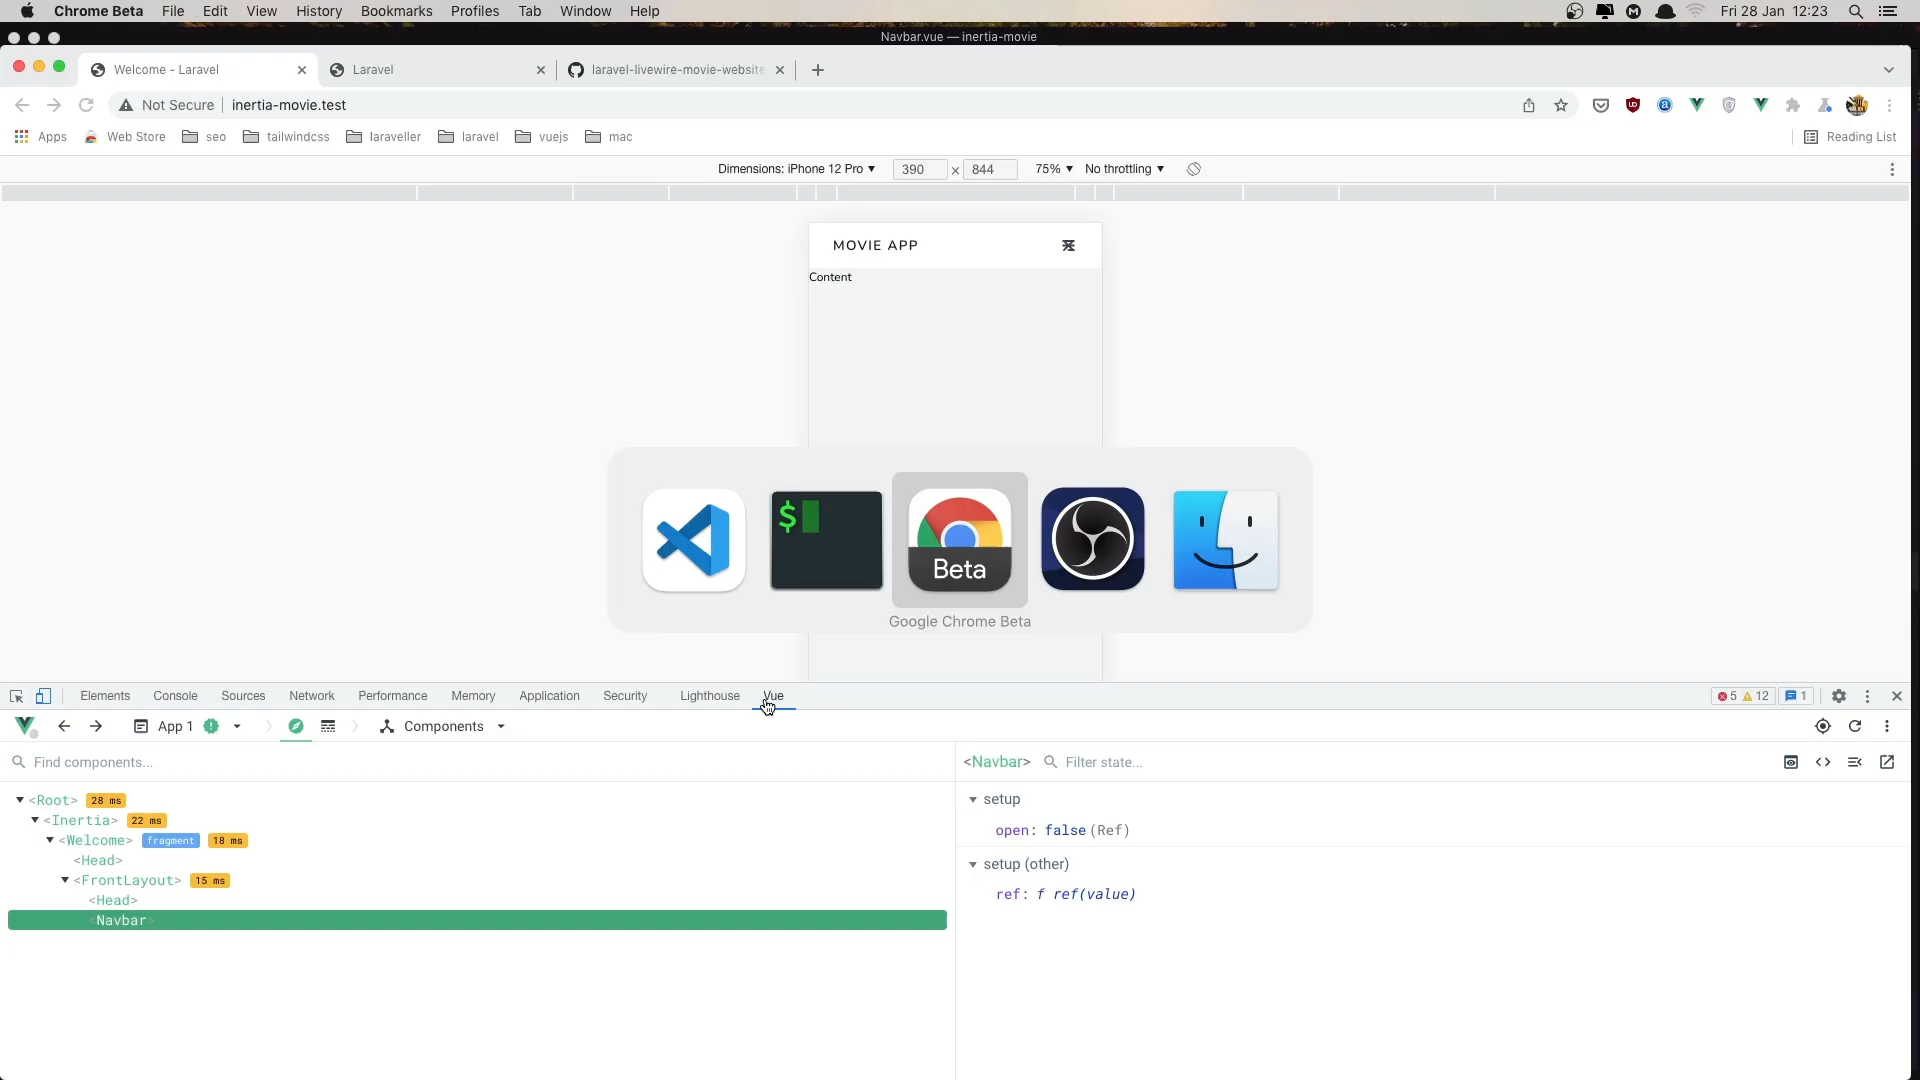 Chrome Beta File Edit View History Bookmarks Profiles Tab Window Help Fri 28 Jan 12:23
Navbar.vue — inertia-movie
Welcome - Laravel Laravel laravel-livewire-movie-website
Not Secure inertia-movie.test
Apps Web Store seo tailwindcss laraveller laravel vuejs mac Reading List
Dimensions: iPhone 12 Pro ▼ 390 × 844 75% ▼ No throttling ▼
MOVIE APP
Content
$
Beta
Google Chrome Beta
Elements Console Sources Network Performance Memory Application Security Lighthouse Vue 5 12 1
App 1 Components
Find components... <Navbar> Filter state...
<Root> 28 ms
<Inertia> 22 ms
<Welcome> fragment 18 ms
<Head>
<FrontLayout> 15 ms
<Head>
<Navbar>
setup
open: false (Ref)
setup (other)
ref: f ref(value)